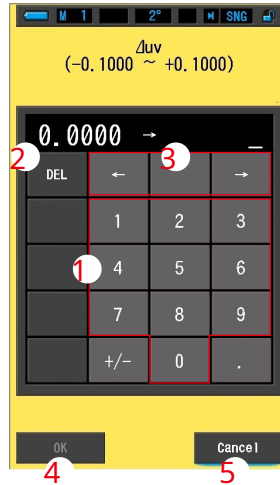 M 1 2° SNG
⊿uv
(-0.1000 ~ +0.1000)
0.0000 → _
2 3
DEL ← →
1 2 3
1 4 5 6
7 8 9
+/- 0 .
OK Cancel
4 5